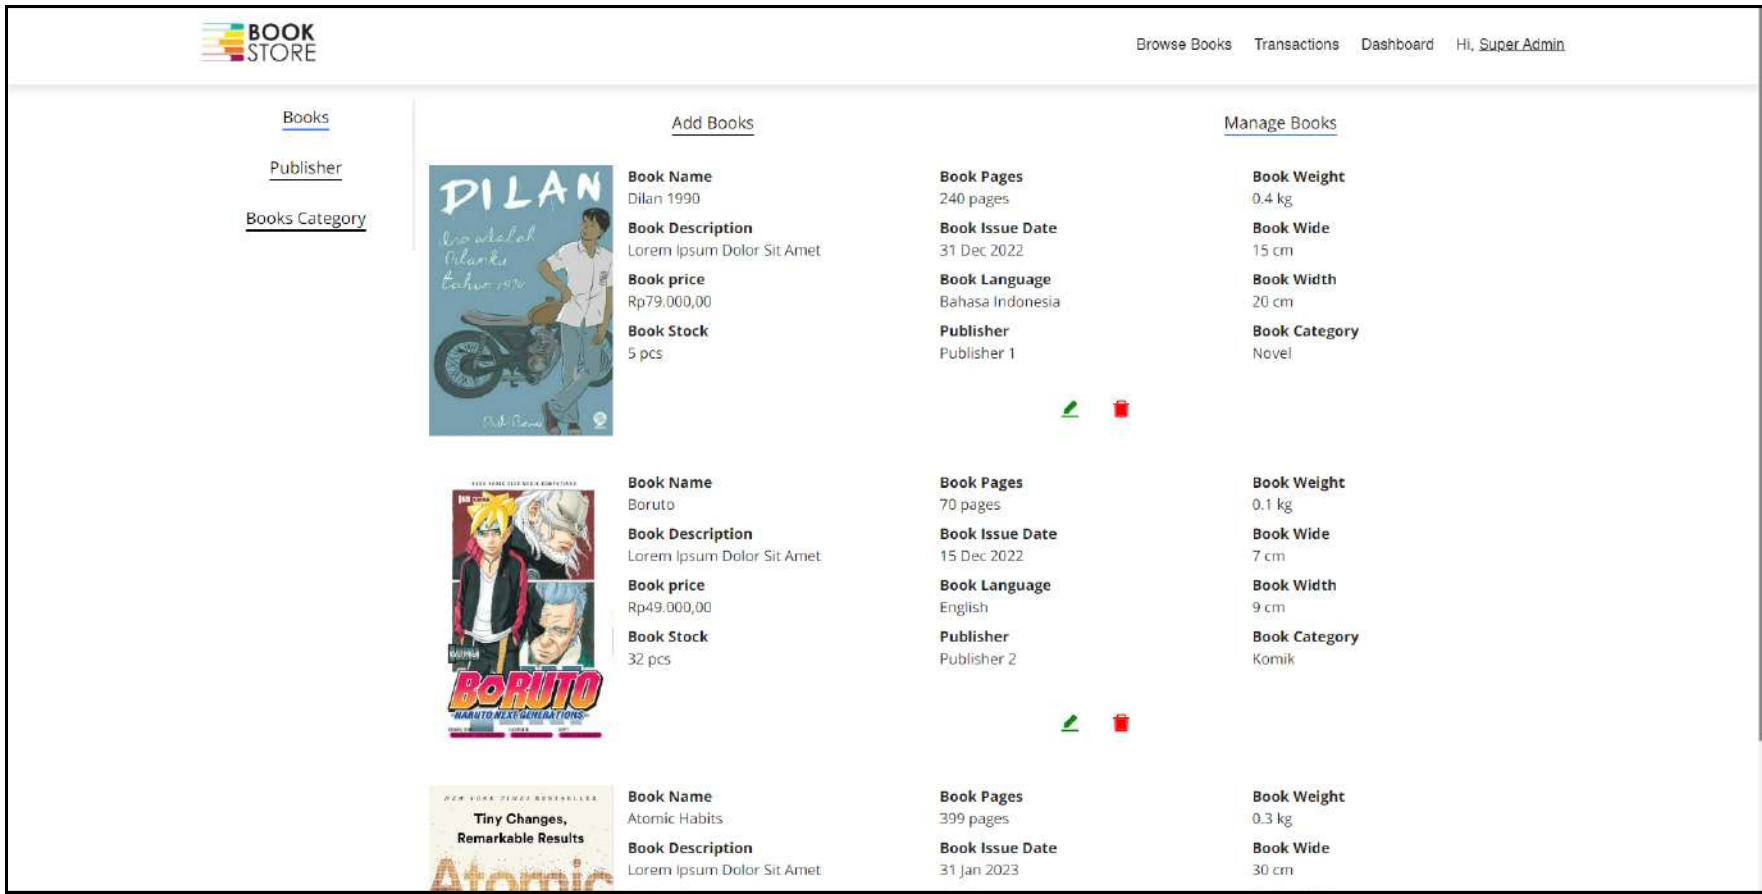 BOOK
STORE
Browse Books Transactions Dashboard Hi, Super Admin
Books
Publisher
Books Category
Add Books Manage Books
DILAN
tahun 1990
Book Name Book Pages Book Weight
Dilan 1990 240 pages 0.4 kg
Book Description Book Issue Date Book Wide
Lorem Ipsum Dolor Sit Amet 31 Dec 2022 15 cm
Book price Book Language Book Width
Rp79.000,00 Bahasa Indonesia 20 cm
Book Stock Publisher Book Category
5 pcs Publisher 1 Novel
BORUTO
-NARUTO NEXT GENERATIONS-
Book Name Book Pages Book Weight
Boruto 70 pages 0.1 kg
Book Description Book Issue Date Book Wide
Lorem Ipsum Dolor Sit Amet 15 Dec 2022 7 cm
Book price Book Language Book Width
Rp49.000,00 English 9 cm
Book Stock Publisher Book Category
32 pcs Publisher 2 Komik
NEW YORK TIMES BESTSELLER
Tiny Changes,
Remarkable Results
Atomic
Book Name Book Pages Book Weight
Atomic Habits 399 pages 0.3 kg
Book Description Book Issue Date Book Wide
Lorem Ipsum Dolor Sit Amet 31 Jan 2023 30 cm